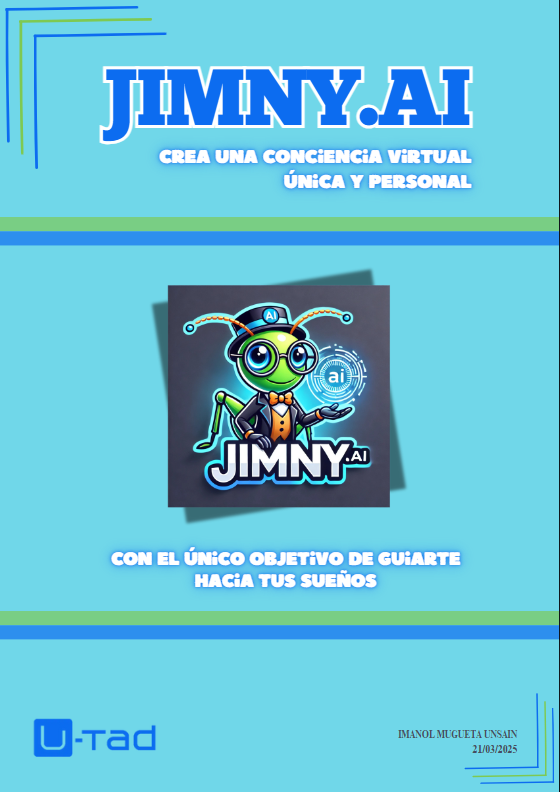 JIMNY.AI
CREA UNA CONCiENCiA ViRTUAL
ÚNiCA Y PERSONAL
AI
ai
JIMNY.AI
CON EL ÚNiCO OBJETiVO DE GUiARTE
HACiA TUS SUEÑOS
U-tad
IMANOL MUGUETA UNSAIN
21/03/2025